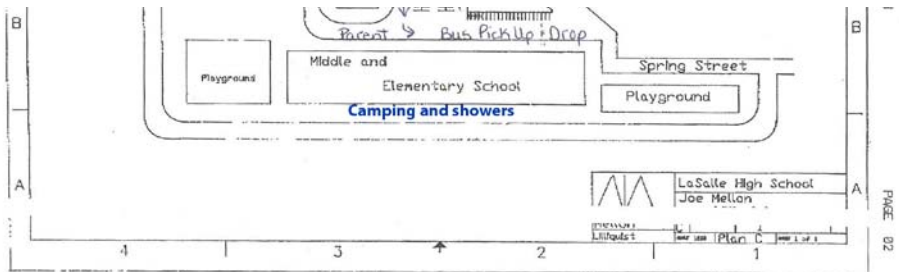 B
B
Parent Bus Pick Up Drop
Middle and
Elementary School
Playground
Spring Street
Playground
Camping and showers
A
A
LaSalle High School
Joe Mellon
PAGE 02
Lillquist
Plan C
4
3
2
1